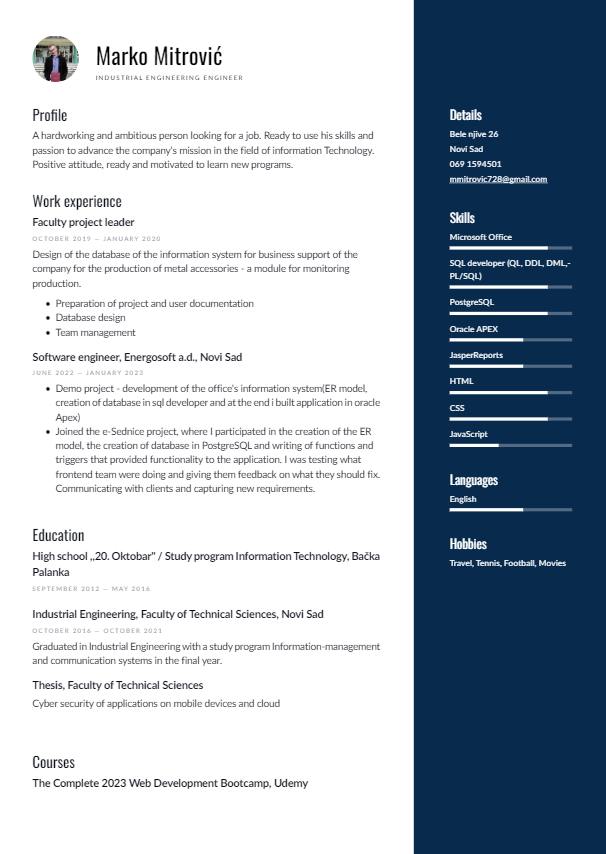 Marko Mitrović
INDUSTRIAL ENGINEERING ENGINEER
Profile
A hardworking and ambitious person looking for a job. Ready to use his skills and
passion to advance the company's mission in the field of information Technology.
Positive attitude, ready and motivated to learn new programs.
Work experience
Faculty project leader
OCTOBER 2019 — JANUARY 2020
Design of the database of the information system for business support of the
company for the production of metal accessories - a module for monitoring
production.
• Preparation of project and user documentation
• Database design
• Team management
Software engineer, Energosoft a.d., Novi Sad
JUNE 2022 — JANUARY 2023
• Demo project - development of the office's information system(ER model,
creation of database in sql developer and at the end i built application in oracle
Apex)
• Joined the e-Sednice project, where I participated in the creation of the ER
model, the creation of database in PostgreSQL and writing of functions and
triggers that provided functionality to the application. I was testing what
frontend team were doing and giving them feedback on what they should fix.
Communicating with clients and capturing new requirements.
Education
High school ,,20. Oktobar" / Study program Information Technology, Bačka
Palanka
SEPTEMBER 2012 — MAY 2016
Industrial Engineering, Faculty of Technical Sciences, Novi Sad
OCTOBER 2016 — OCTOBER 2021
Graduated in Industrial Engineering with a study program Information-management
and communication systems in the final year.
Thesis, Faculty of Technical Sciences
Cyber security of applications on mobile devices and cloud
Courses
The Complete 2023 Web Development Bootcamp, Udemy
Details
Bele njive 26
Novi Sad
069 1594501
mmitrovic728@gmail.com
Skills
Microsoft Office
SQL developer (QL, DDL, DML,-
PL/SQL)
PostgreSQL
Oracle APEX
JasperReports
HTML
CSS
JavaScript
Languages
English
Hobbies
Travel, Tennis, Football, Movies